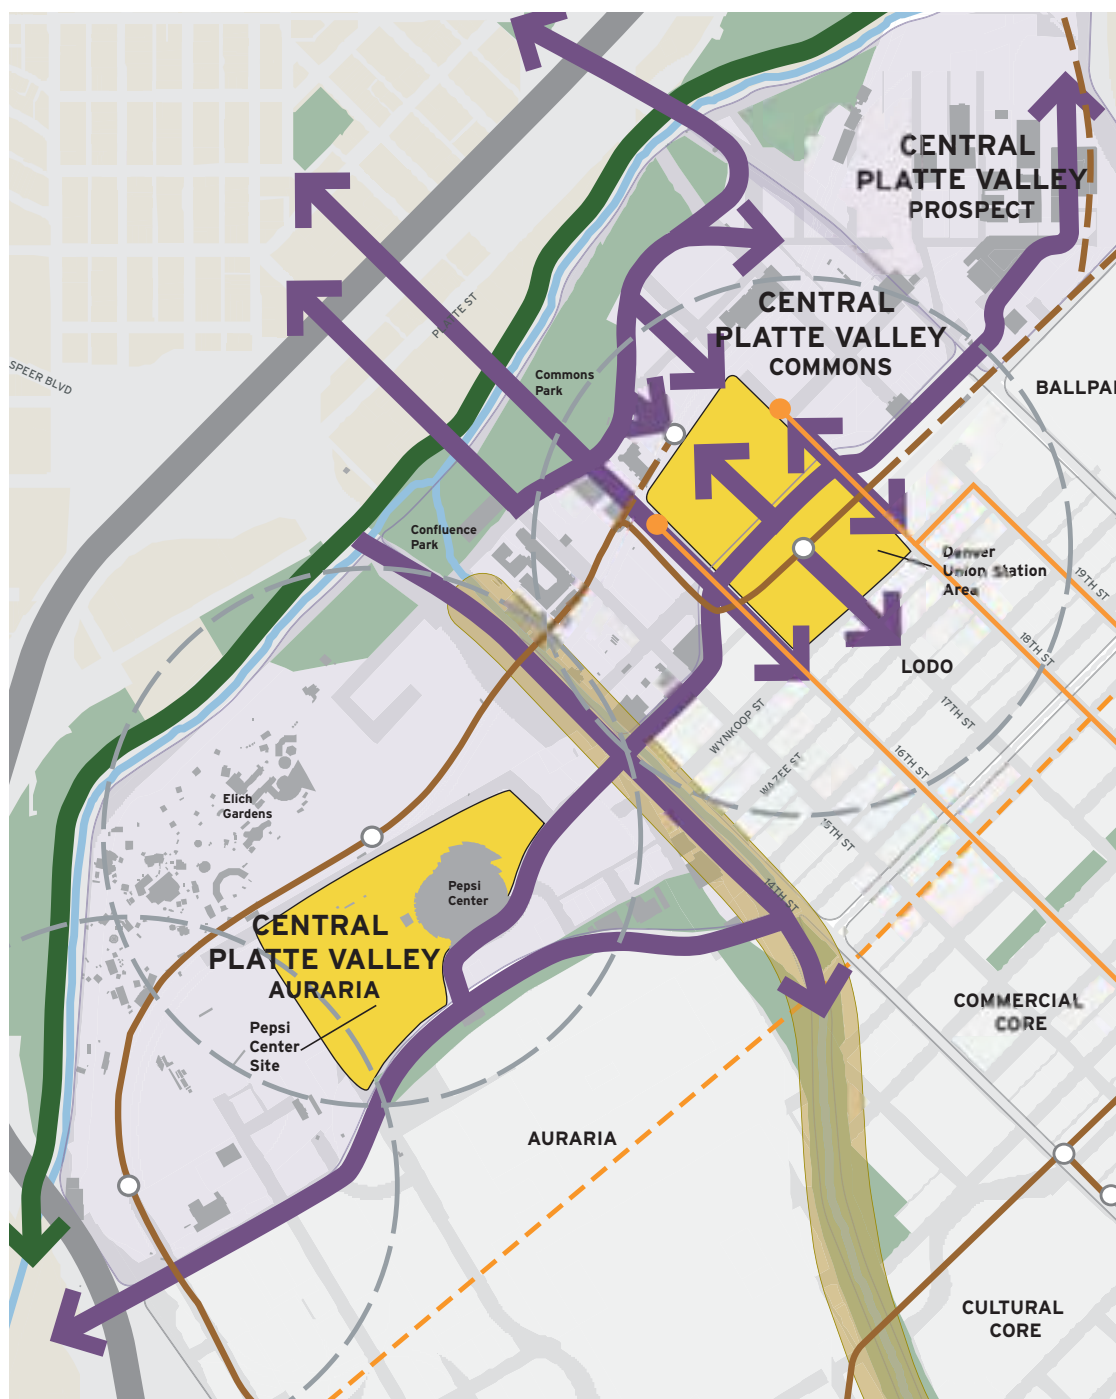 CENTRAL
PLATTE VALLEY
PROSPECT
CENTRAL
PLATTE VALLEY
COMMONS
PLATTE ST
SPEER BLVD
Commons
Park
BALLPAR
Confluence
Park
Denver
Union Station
Area
19TH ST
18TH ST
LODO
17TH ST
WYNKOOP ST
16TH ST
WAZEE ST
15TH ST
14TH ST
Elich
Gardens
Pepsi
Center
CENTRAL
PLATTE VALLEY
AURARIA
Pepsi
Center
Site
COMMERCIAL
CORE
AURARIA
CULTURAL
CORE